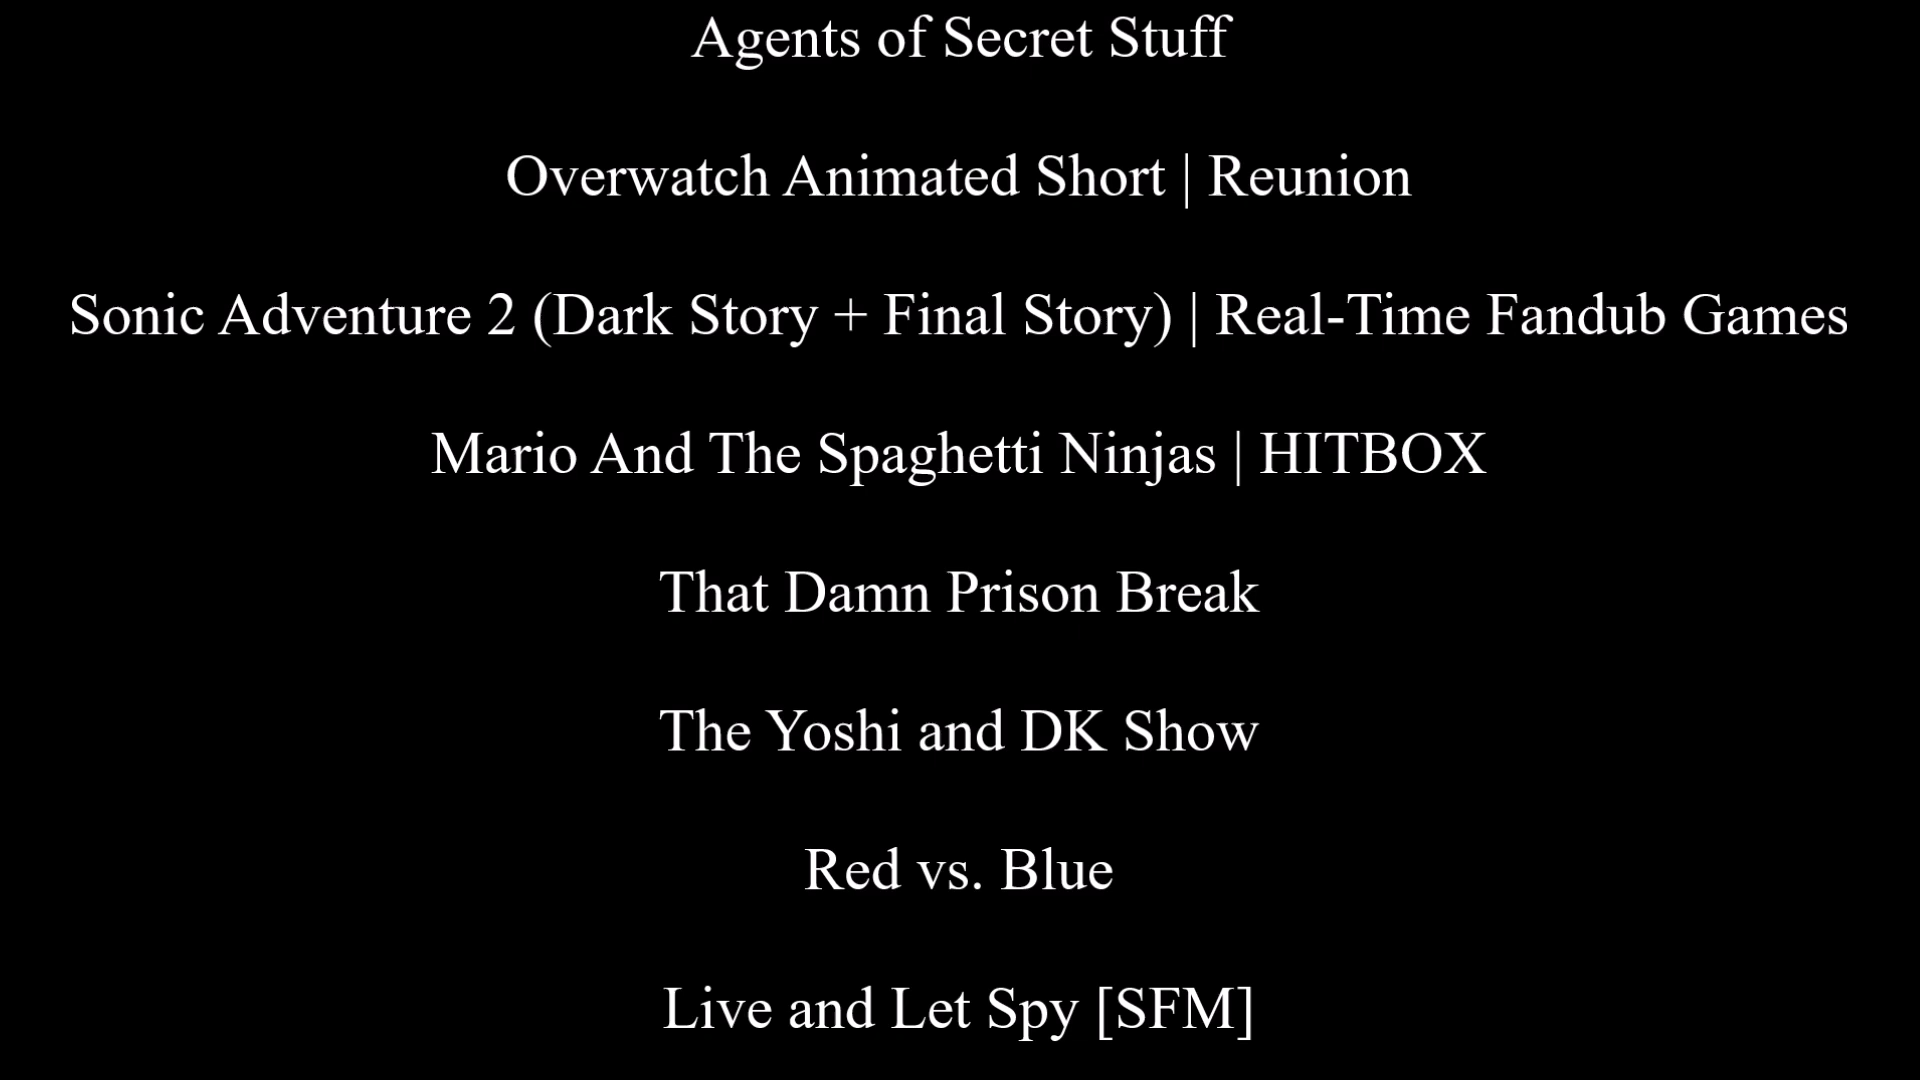 Agents of Secret Stuff
Overwatch Animated Short | Reunion
Sonic Adventure 2 (Dark Story + Final Story) | Real-Time Fandub Games
Mario And The Spaghetti Ninjas | HITBOX
That Damn Prison Break
The Yoshi and DK Show
Red vs. Blue
Live and Let Spy [SFM]